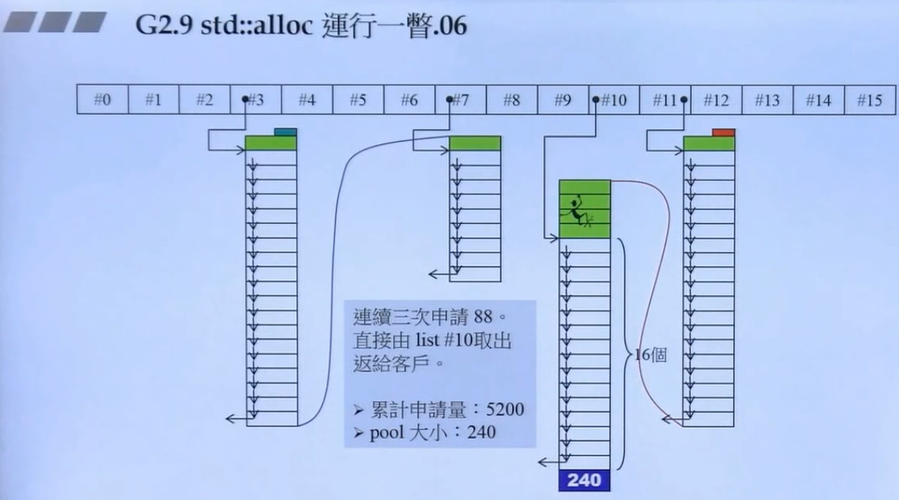 G2.9 std::alloc 運行一瞥.06
#0 #1 #2 #3 #4 #5 #6 #7 #8 #9 #10 #11 #12 #13 #14 #15
連續三次申請 88。
直接由 list #10取出
返給客戶。
➢ 累計申請量：5200
➢ pool 大小：240
16個
240